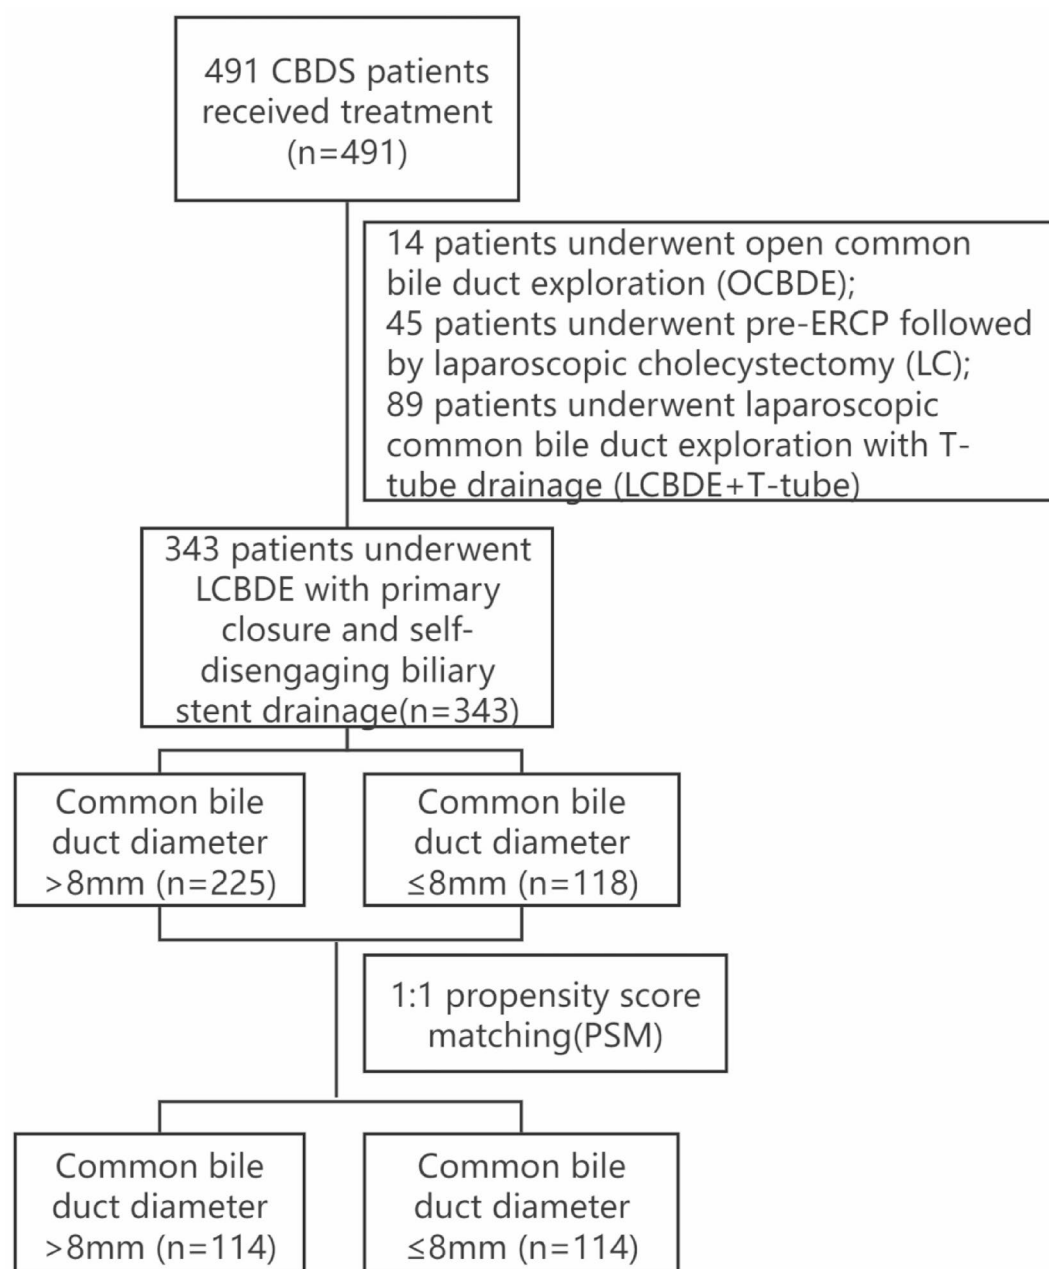 491 CBDS patients
received treatment
(n=491)
14 patients underwent open common
bile duct exploration (OCBDE);
45 patients underwent pre-ERCP followed
by laparoscopic cholecystectomy (LC);
89 patients underwent laparoscopic
common bile duct exploration with T-
tube drainage (LCBDE+T-tube)
343 patients underwent
LCBDE with primary
closure and self-
disengaging biliary
stent drainage(n=343)
Common bile
duct diameter
>8mm (n=225)
Common bile
duct diameter
≤8mm (n=118)
1:1 propensity score
matching(PSM)
Common bile
duct diameter
>8mm (n=114)
Common bile
duct diameter
≤8mm (n=114)